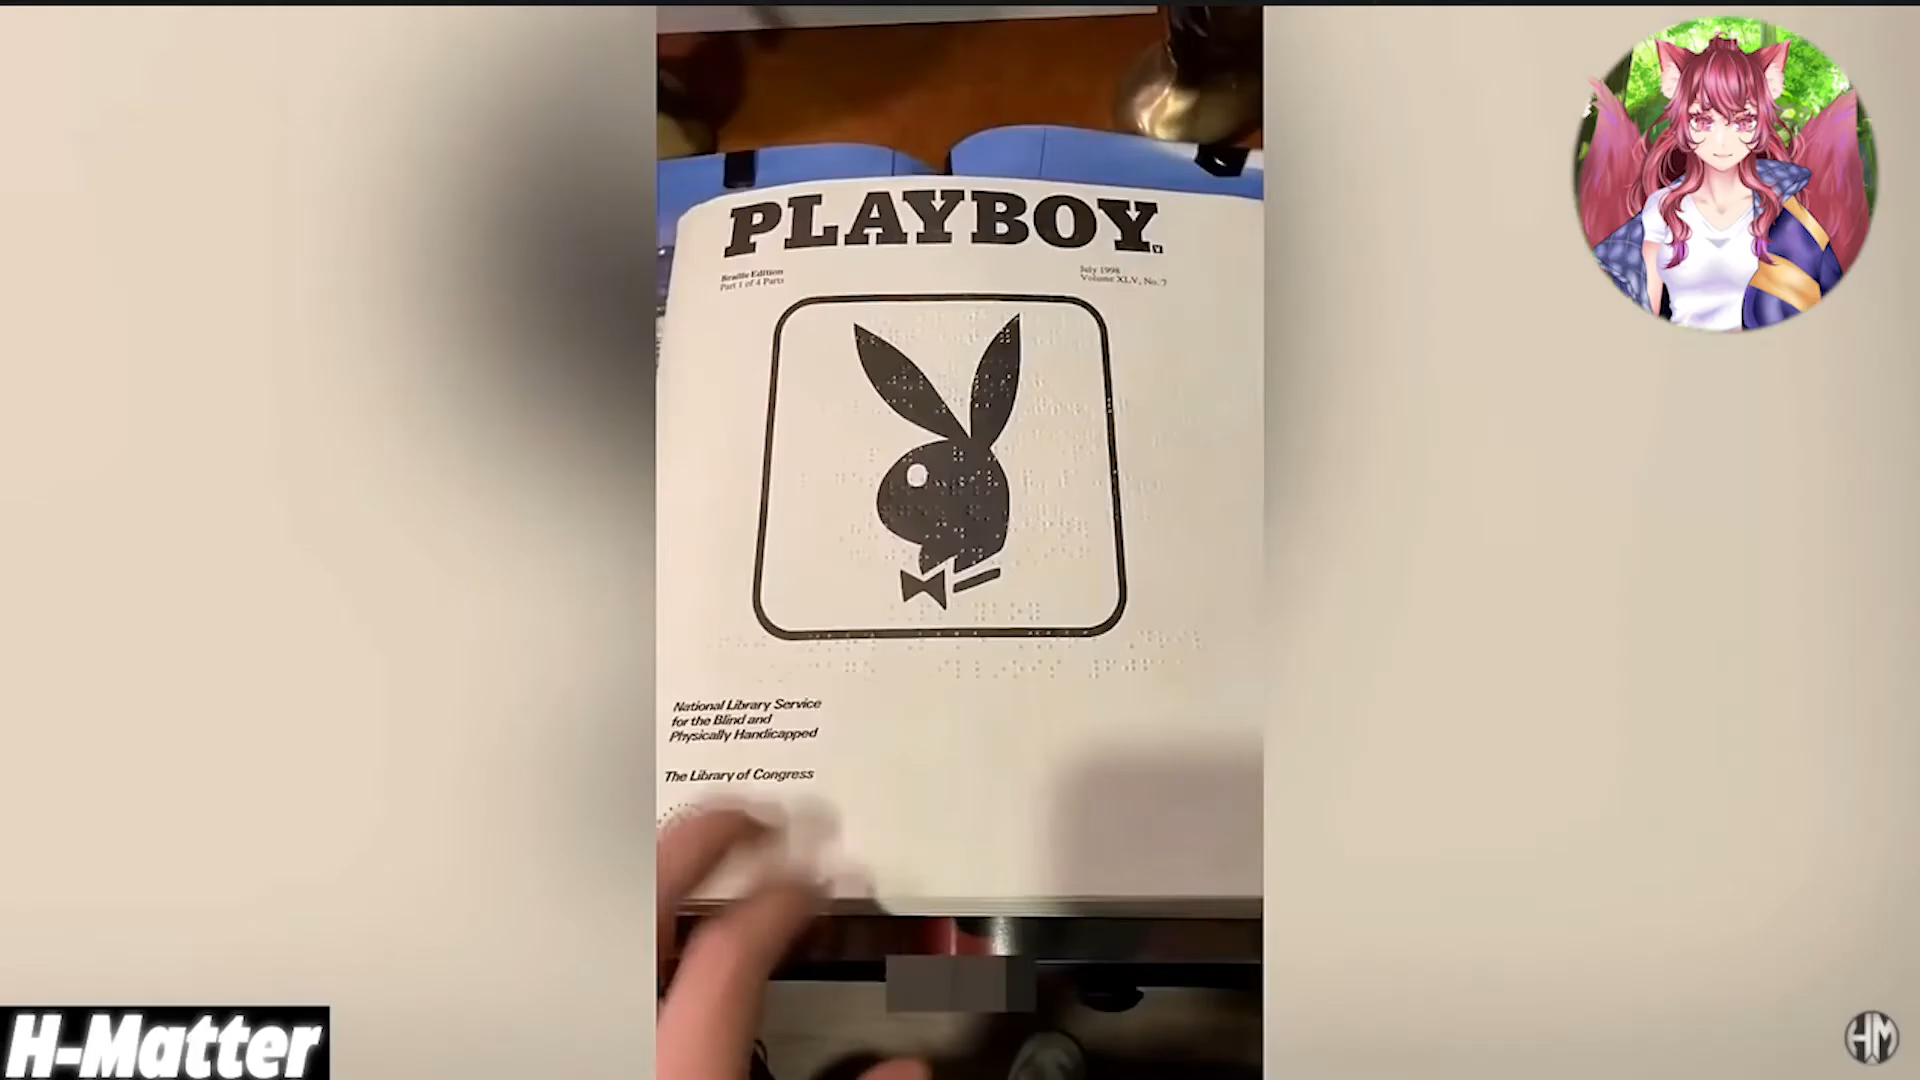 PLAYBOY
Braille Edition
Part 1 of 4 Parts
July 1998
Volume XLV, No. 7
National Library Service
for the Blind and
Physically Handicapped
The Library of Congress
H-Matter
HM